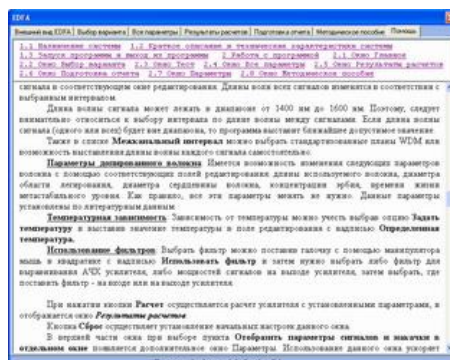 EDFA
Внешний вид EDFA | Выбор варианта | Все параметры | Результаты расчетов | Подготовка отчета | Методическое пособие | Помощь
1.1 Назначение системы 1.2 Краткое описание и технические характеристики системы
1.3 Запуск программы и выход из программы 2 Работа с программой 2.1 Окно Главное
2.2 Окно Выбор варианта 2.3 Окно Тест 2.4 Окно Все параметры 2.5 Окно Результаты расчетов
2.6 Окно Подготовка отчета 2.7 Окно Параметры 2.8 Окно Методическое пособие
сигнала и соответствующем окне редактирования. Длины волн всех сигналов изменятся в соответствии с
выбранным интервалом.
Длина волны сигнала может лежать в диапазоне от 1400 нм до 1600 нм. Поэтому, следует
внимательно относиться к выбору интервала по длине волны между сигналами. Если длина волны
сигнала (одного или всех) будет вне диапазона, то программа выставит ближайшее допустимое значение.
Также в списке Межканальный интервал можно выбрать стандартизованные планы WDM или
возможность выставления длины волны каждого сигнала самостоятельно.
Параметры легированного волокна. Имеется возможность изменения следующих параметров
волокна с помощью соответствующих полей редактирования: длины используемого волокна, диаметра
области легирования, диаметра сердцевины волокна, концентрации эрбия, времени жизни
метастабильного уровня. Как правило, все эти параметры менять не нужно. Данные параметры
установлены по литературным данным.
Температурная зависимость. Зависимость от температуры можно учесть выбрав опцию Задать
температуру и выставив значение температуры в поле редактирования с надписью Определенная
температура.
Использование фильтров. Выбрать фильтр можно поставив галочку с помощью манипулятора
мышь в квадратике с надписью Использовать фильтр и затем нужно выбрать либо фильтр для
выравнивания АЧХ усилителя, либо мощностей сигналов на выходе усилителя, затем выбрать, где
поставить фильтр - на входе или на выходе усилителя.
При нажатии кнопки Расчет осуществляется расчет усилителя с установленными параметрами, и
отображается окно Результаты расчетов.
Кнопка Сброс осуществляет установление начальных настроек данного окна.
В верхней части окна при выборе пункта Отобразить параметры сигналов и накачки в
отдельном окне появляется дополнительное окно Параметры. Использование данного окна ускоряет